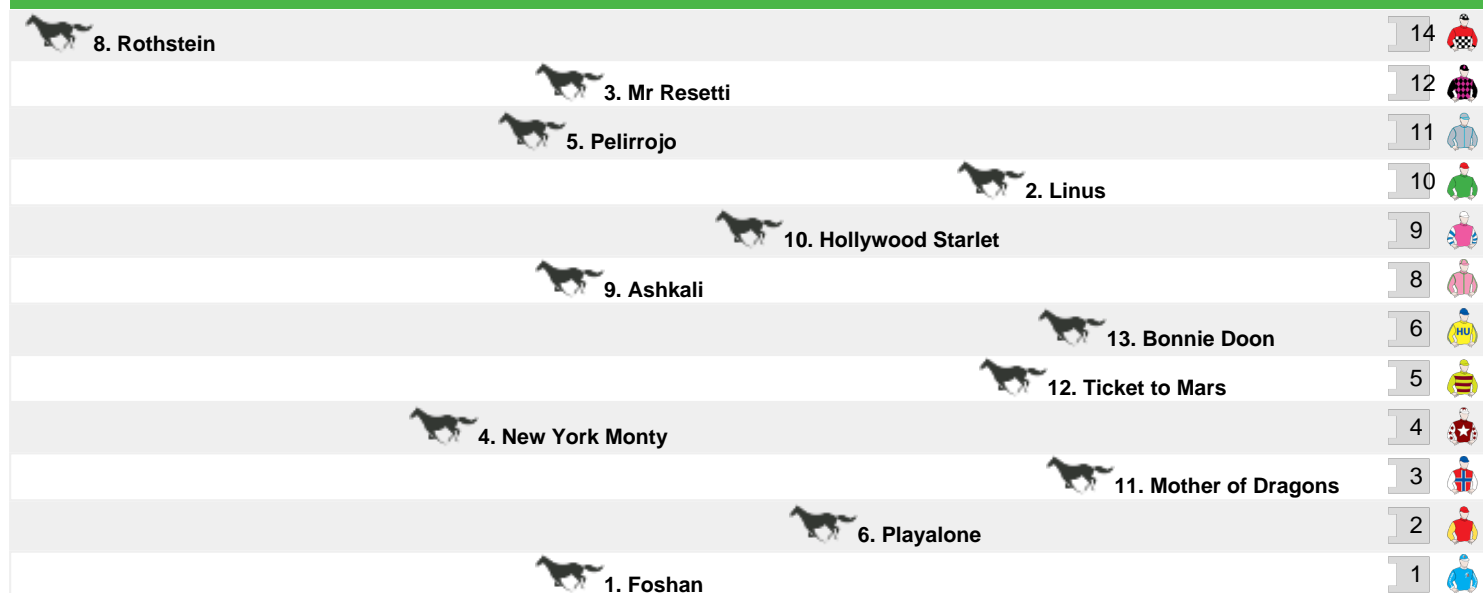 8. Rothstein 14
3. Mr Resetti 12
5. Pelirrojo 11
2. Linus 10
10. Hollywood Starlet 9
9. Ashkali 8
13. Bonnie Doon 6 HU
12. Ticket to Mars 5
4. New York Monty 4
11. Mother of Dragons 3
6. Playalone 2
1. Foshan 1